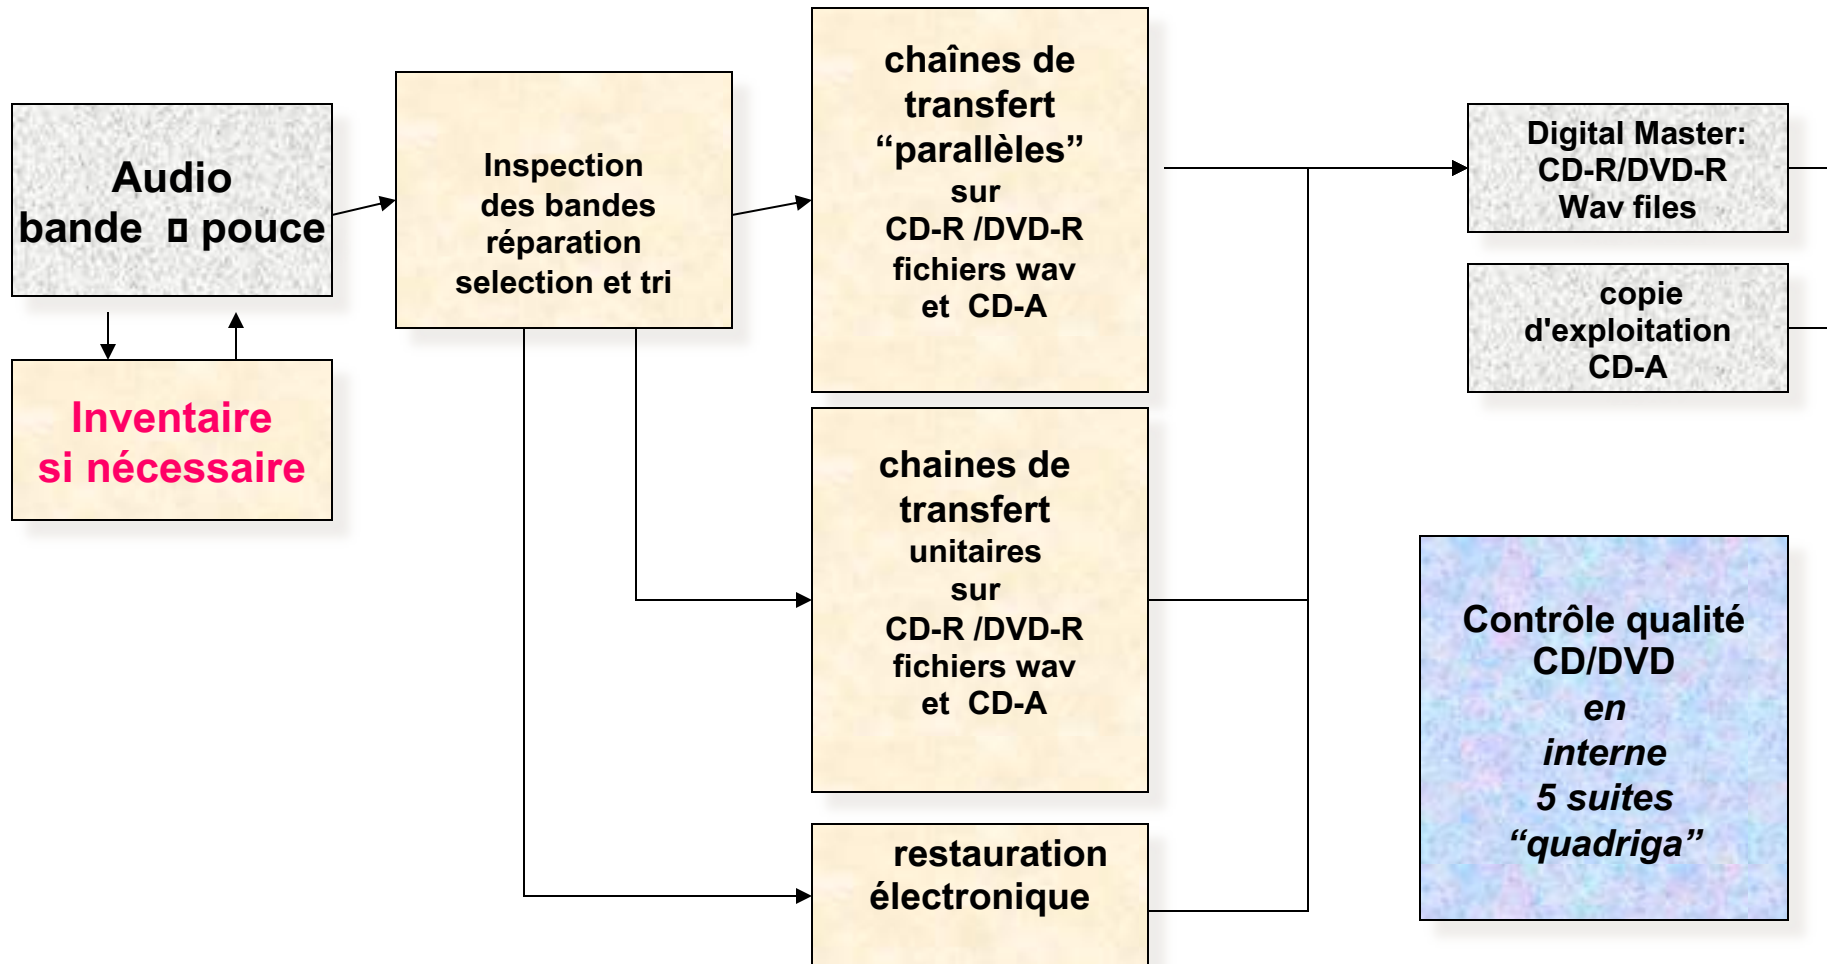 Audio
bande ¤ pouce
Inventaire
si nécessaire
Inspection
des bandes
réparation
selection et tri
chaînes de
transfert
“parallèles”
sur
CD-R /DVD-R
fichiers wav
et CD-A
chaines de
transfert
unitaires
sur
CD-R /DVD-R
fichiers wav
et CD-A
restauration
électronique
Digital Master:
CD-R/DVD-R
Wav files
copie
d'exploitation
CD-A
Contrôle qualité
CD/DVD
en
interne
5 suites
“quadriga”